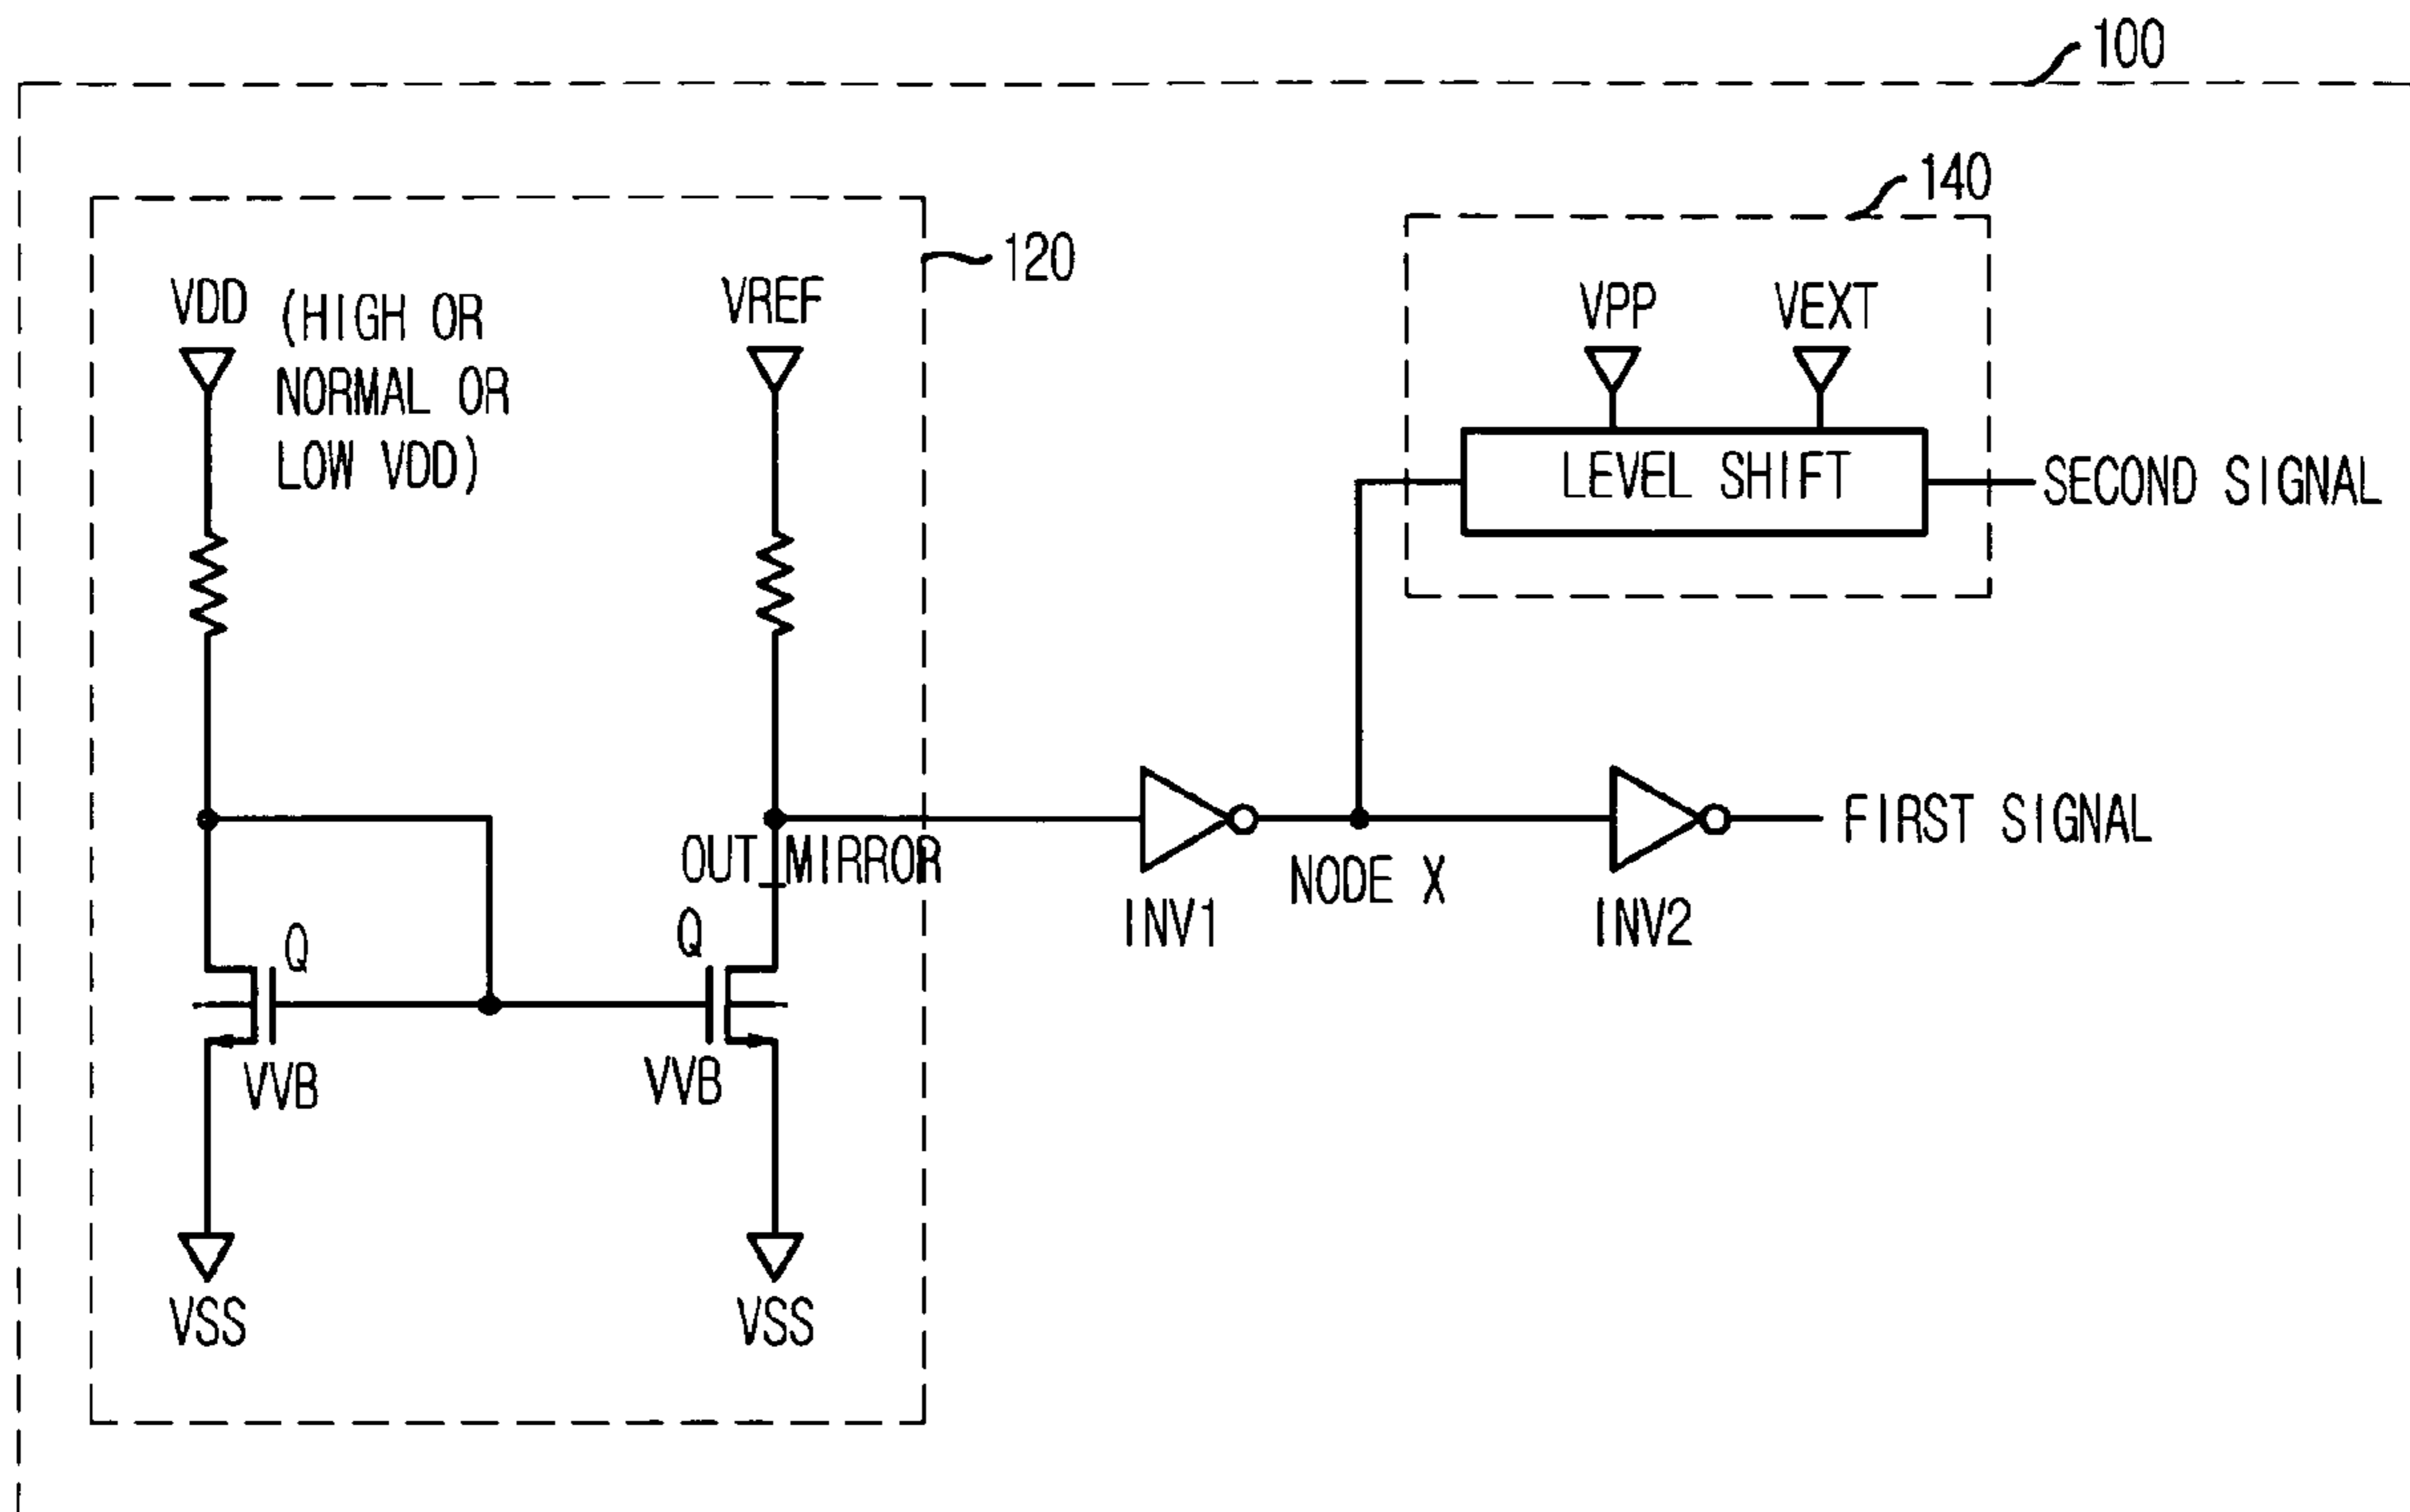 100
140
120
VDD (HIGH OR
NORMAL OR
LOW VDD)
VREF
VPP VEXT
LEVEL SHIFT
SECOND SIGNAL
FIRST SIGNAL
OUT_MIRROR
NODE X
INV1
INV2
Q
Q
VVB
VVB
VSS
VSS